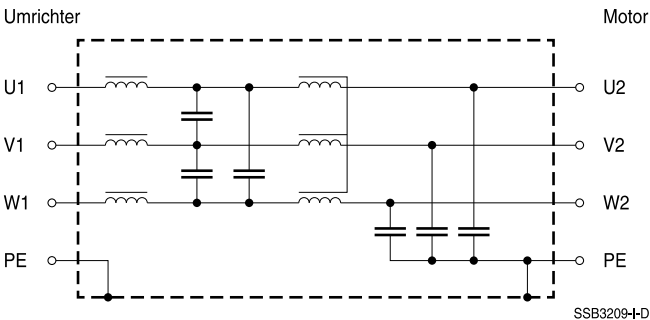 Umrichter Motor
U1 U2
V1 V2
W1 W2
PE PE
SSB3209-I-D